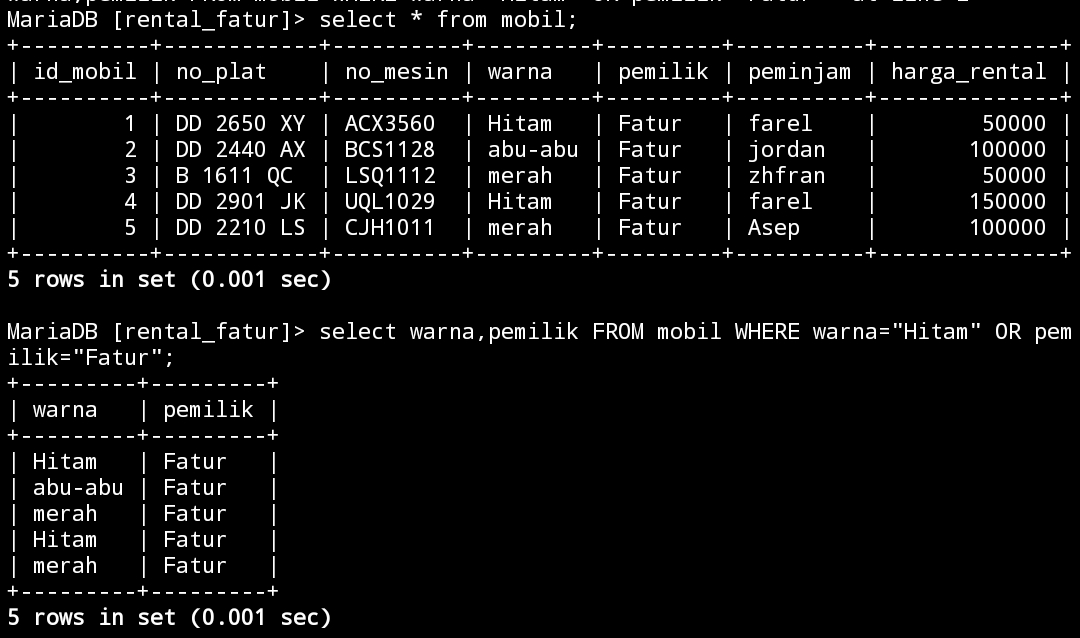 MariaDB [rental_fatur]> select * from mobil;
+----------+------------+----------+---------+---------+----------+--------------+
| id_mobil | no_plat    | no_mesin | warna   | pemilik | peminjam | harga_rental |
+----------+------------+----------+---------+---------+----------+--------------+
|        1 | DD 2650 XY | ACX3560  | Hitam   | Fatur   | farel    |        50000 |
|        2 | DD 2440 AX | BCS1128  | abu-abu | Fatur   | jordan   |       100000 |
|        3 | B 1611 QC  | LSQ1112  | merah   | Fatur   | zhfran   |        50000 |
|        4 | DD 2901 JK | UQL1029  | Hitam   | Fatur   | farel    |       150000 |
|        5 | DD 2210 LS | CJH1011  | merah   | Fatur   | Asep     |       100000 |
+----------+------------+----------+---------+---------+----------+--------------+
5 rows in set (0.001 sec)
MariaDB [rental_fatur]> select warna,pemilik FROM mobil WHERE warna="Hitam" OR pem
ilik="Fatur";
+---------+---------+
| warna   | pemilik |
+---------+---------+
| Hitam   | Fatur   |
| abu-abu | Fatur   |
| merah   | Fatur   |
| Hitam   | Fatur   |
| merah   | Fatur   |
+---------+---------+
5 rows in set (0.001 sec)